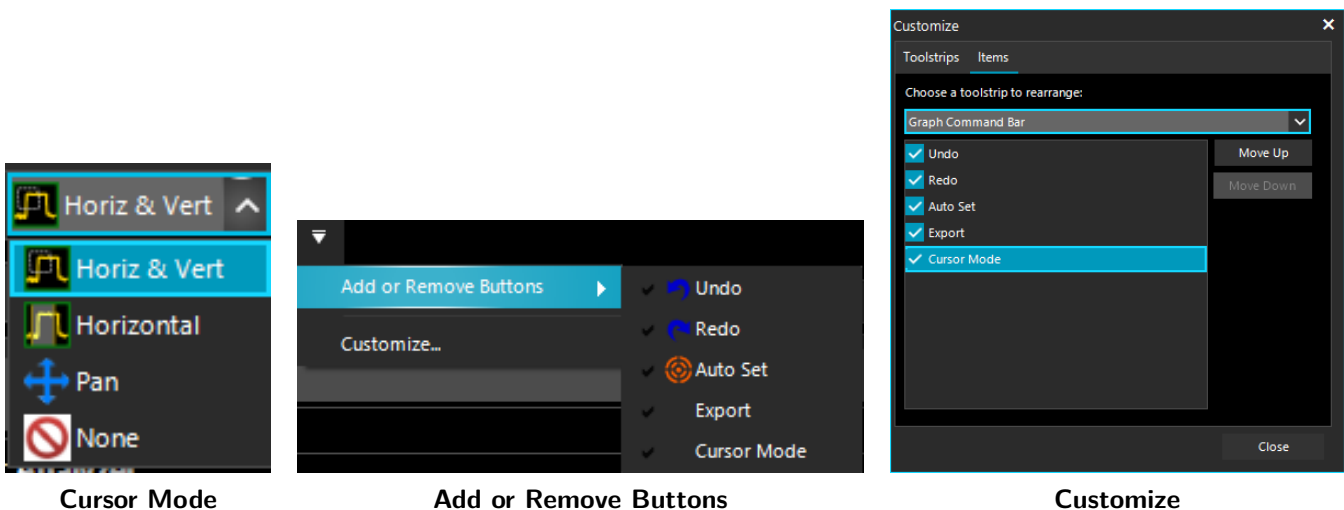 Horiz & Vert
Horiz & Vert
Horizontal
Pan
None
Cursor Mode
Add or Remove Buttons
Customize...
Undo
Redo
Auto Set
Export
Cursor Mode
Add or Remove Buttons
Customize
Toolstrips Items
Choose a toolstrip to rearrange:
Graph Command Bar
Undo
Redo
Auto Set
Export
Cursor Mode
Move Up
Move Down
Close
Customize